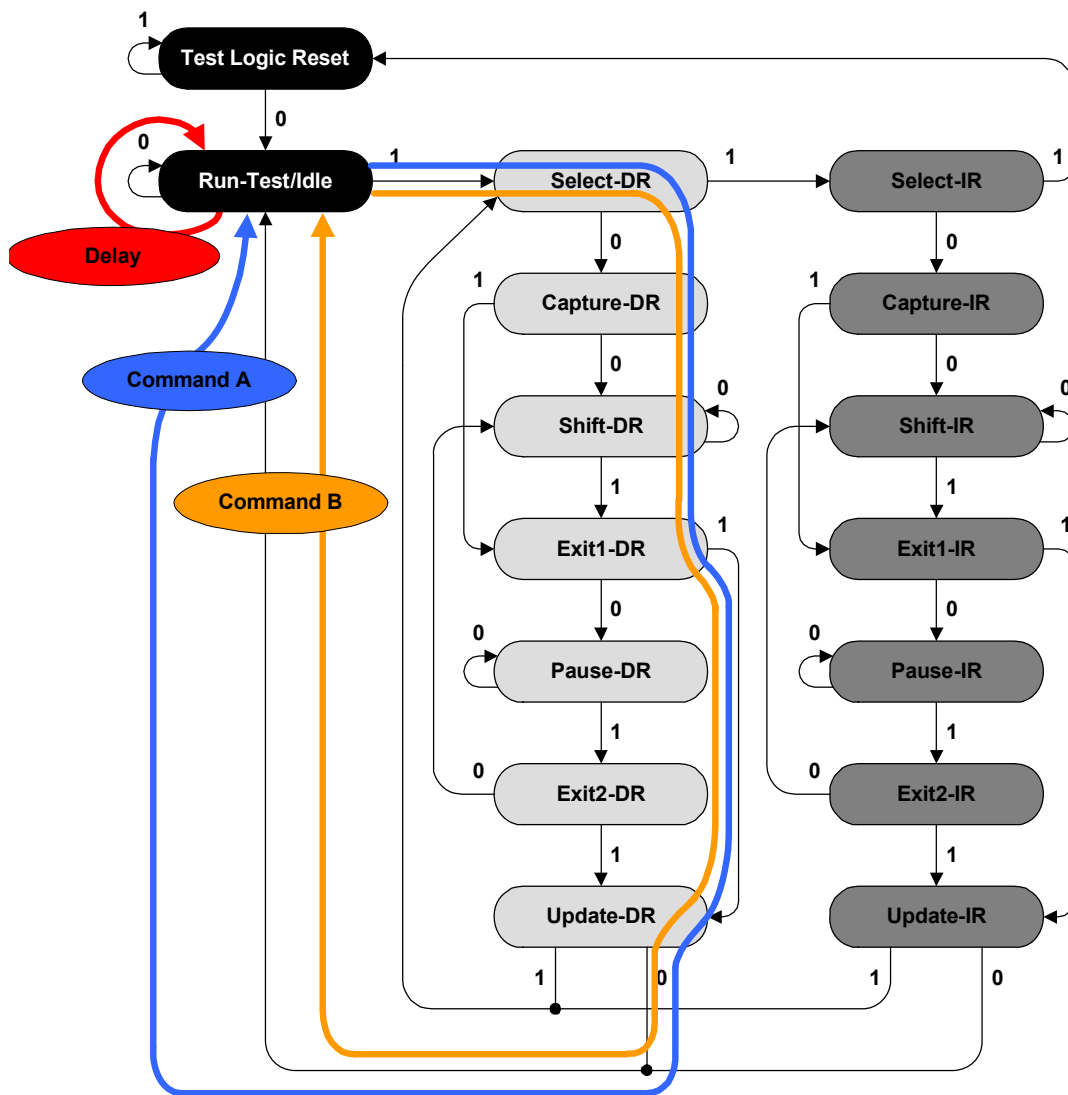 1
Test Logic Reset
0
0
Run-Test/Idle
1
Select-DR
1
Select-IR
1
Delay
0
0
1
Capture-DR
1
Capture-IR
0
0
Command A
Shift-DR
0
Shift-IR
0
1
1
Command B
Exit1-DR
1
Exit1-IR
1
0
0
0
Pause-DR
0
Pause-IR
1
1
0
Exit2-DR
0
Exit2-IR
1
1
Update-DR
Update-IR
1
0
1
0